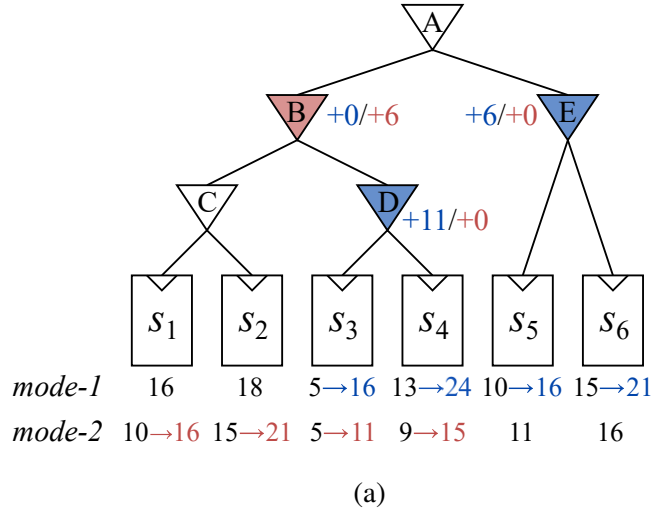 A
B +0/+6 +6/+0 E
C D +11/+0
s1 s2 s3 s4 s5 s6
mode-1 16 18 5→16 13→24 10→16 15→21
mode-2 10→16 15→21 5→11 9→15 11 16
(a)